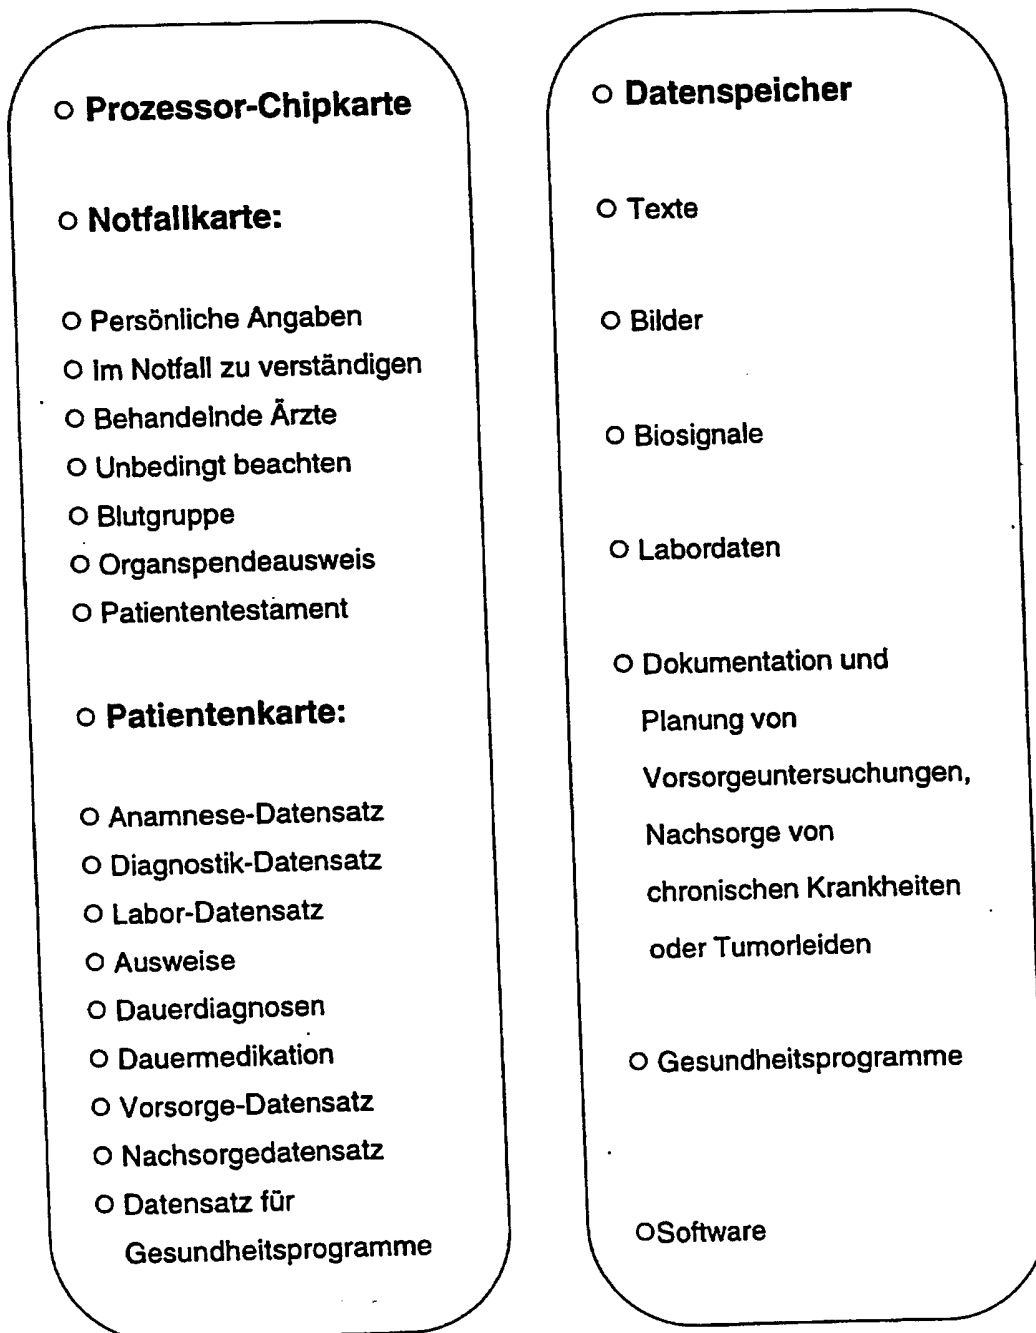 ○ Prozessor-Chipkarte
○ Notfallkarte:
○ Persönliche Angaben
○ Im Notfall zu verständigen
○ Behandelnde Ärzte
○ Unbedingt beachten
○ Blutgruppe
○ Organspendeausweis
○ Patiententestament
○ Patientenkarte:
○ Anamnese-Datensatz
○ Diagnostik-Datensatz
○ Labor-Datensatz
○ Ausweise
○ Dauerdiagnosen
○ Dauermedikation
○ Vorsorge-Datensatz
○ Nachsorgedatensatz
○ Datensatz für
Gesundheitsprogramme
○ Datenspeicher
○ Texte
○ Bilder
○ Biosignale
○ Labordaten
○ Dokumentation und
Planung von
Vorsorgeuntersuchungen,
Nachsorge von
chronischen Krankheiten
oder Tumorleiden
○ Gesundheitsprogramme
○Software